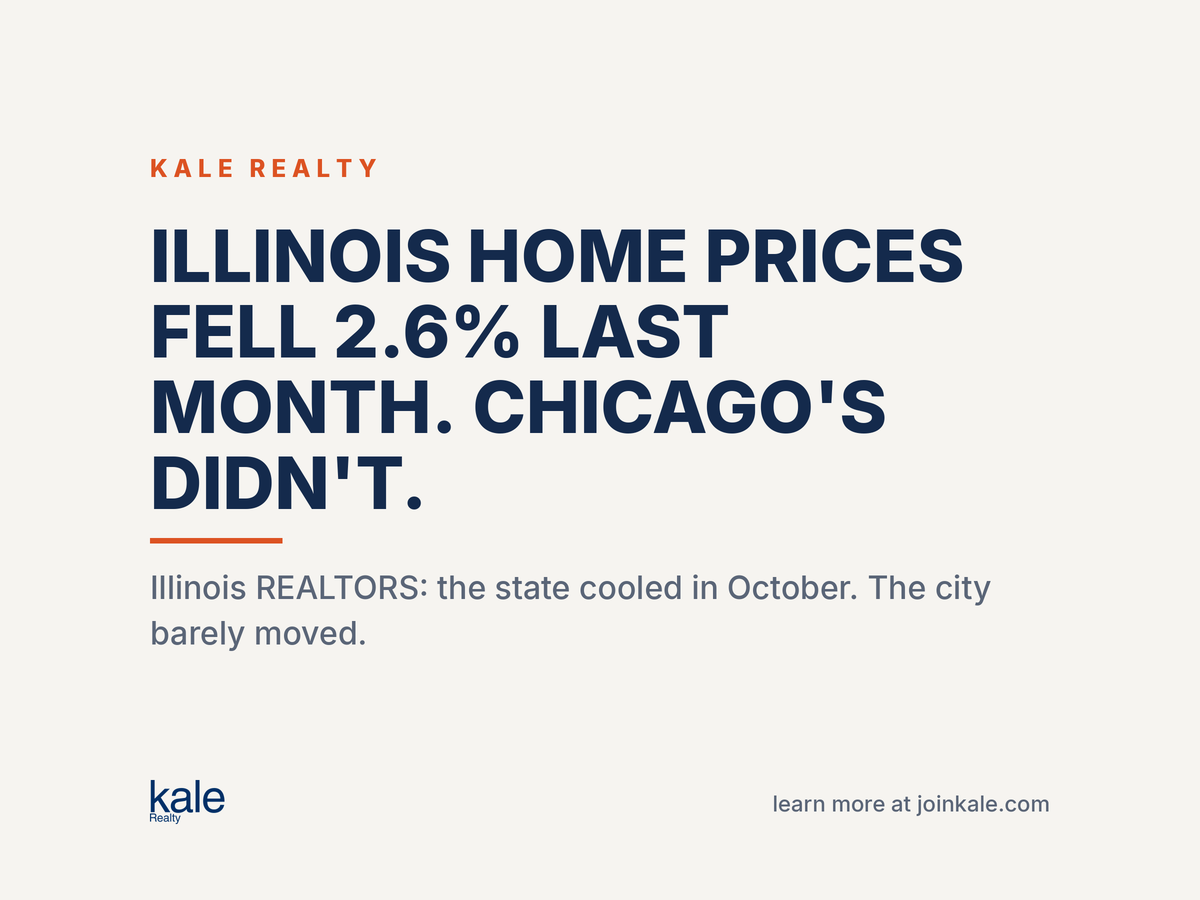 KALE REALTY
ILLINOIS HOME PRICES
FELL 2.6% LAST
MONTH. CHICAGO'S
DIDN'T.
Illinois REALTORS: the state cooled in October. The city
barely moved.
kale
Realty
learn more at joinkale.com